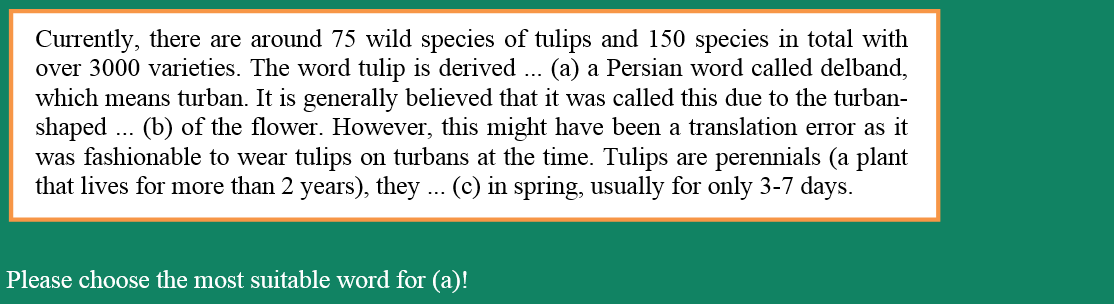 Currently, there are around 75 wild species of tulips and 150 species in total with
over 3000 varieties. The word tulip is derived ... (a) a Persian word called delband,
which means turban. It is generally believed that it was called this due to the turban-
shaped ... (b) of the flower. However, this might have been a translation error as it
was fashionable to wear tulips on turbans at the time. Tulips are perennials (a plant
that lives for more than 2 years), they ... (c) in spring, usually for only 3-7 days.
Please choose the most suitable word for (a)!